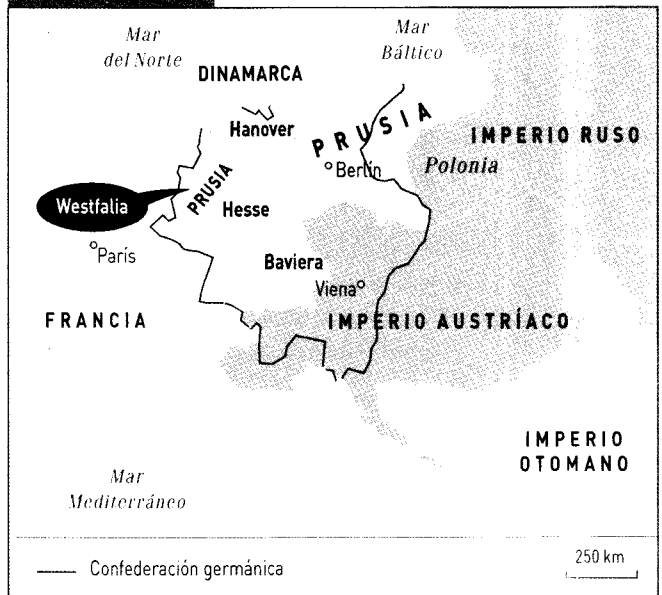 Mar
del Norte
Mar
Báltico
DINAMARCA
Hanover
PRUSIA
IMPERIO RUSO
Berlín
Polonia
PRUSIA
Westfalia
Hesse
París
Baviera
Viena
FRANCIA
IMPERIO AUSTRÍACO
IMPERIO
OTOMANO
Mar
Mediterráneo
Confederación germánica
250 km